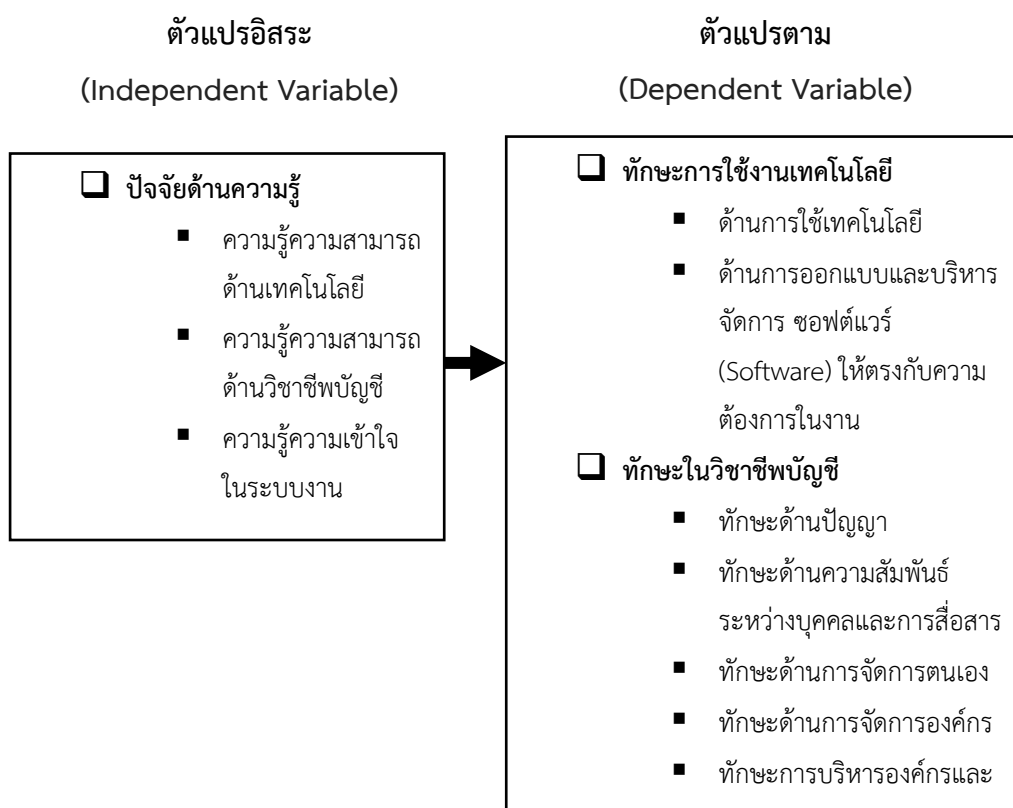 ตัวแปรอิสระ
(Independent Variable)
ปัจจัยด้านความรู้
ความรู้ความสามารถ
ด้านเทคโนโลยี
ความรู้ความสามารถ
ด้านวิชาชีพบัญชี
ความรู้ความเข้าใจ
ในระบบงาน
ตัวแปรตาม
(Dependent Variable)
ทักษะการใช้งานเทคโนโลยี
ด้านการใช้เทคโนโลยี
ด้านการออกแบบและบริหาร
จัดการ ซอฟต์แวร์
(Software) ให้ตรงกับความ
ต้องการในงาน
ทักษะในวิชาชีพบัญชี
ทักษะด้านปัญญา
ทักษะด้านความสัมพันธ์
ระหว่างบุคคลและการสื่อสาร
ทักษะด้านการจัดการตนเอง
ทักษะด้านการจัดการองค์กร
ทักษะการบริหารองค์กรและ